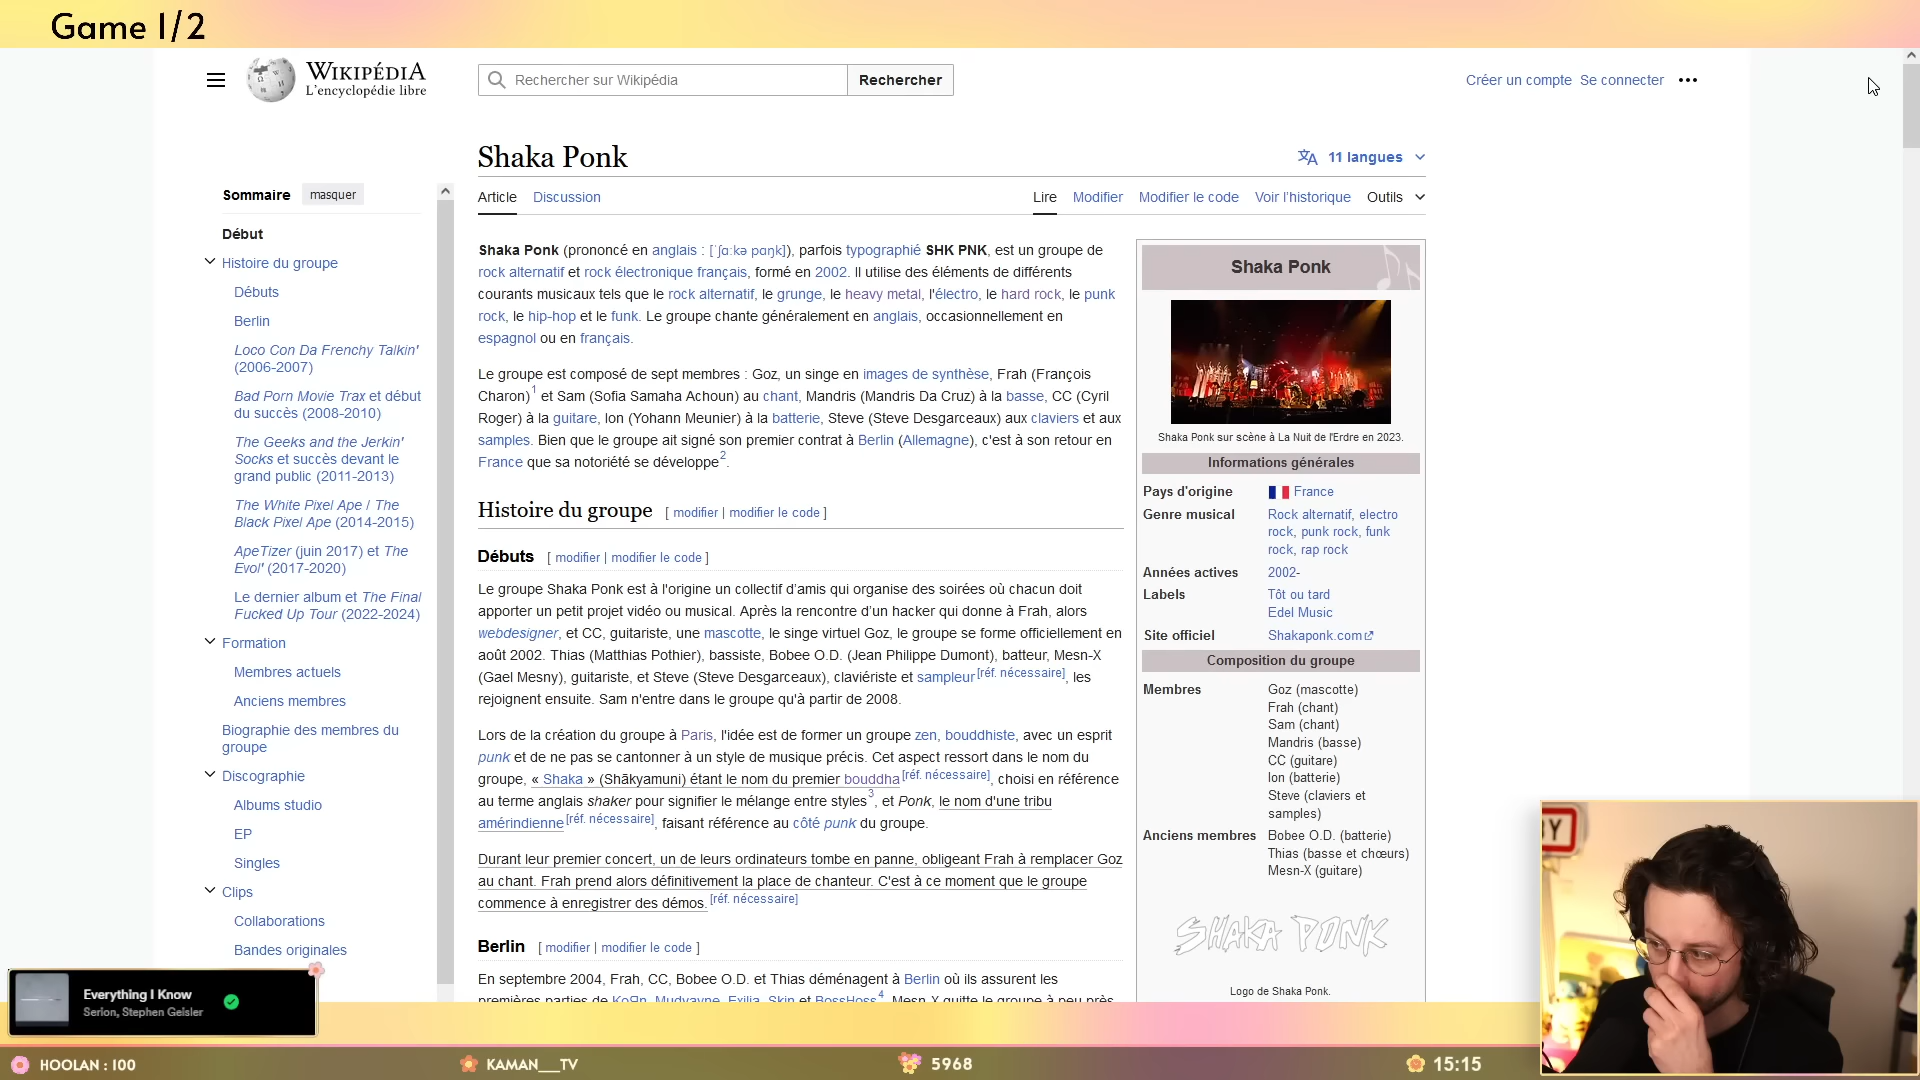 Game 1/2
WIKIPÉDIA
L'encyclopédie libre
Rechercher sur Wikipédia
Rechercher
Créer un compte Se connecter
Shaka Ponk
11 langues
Article Discussion
Lire Modifier Modifier le code Voir l'historique Outils
Sommaire masquer
Début
Histoire du groupe
Débuts
Berlin
Loco Con Da Frenchy Talkin'
(2006-2007)
Bad Porn Movie Trax et début
du succès (2008-2010)
The Geeks and the Jerkin'
Socks et succès devant le
grand public (2011-2013)
The White Pixel Ape / The
Black Pixel Ape (2014-2015)
ApeTizer (juin 2017) et The
Evol' (2017-2020)
Le dernier album et The Final
Fucked Up Tour (2022-2024)
Formation
Membres actuels
Anciens membres
Biographie des membres du
groupe
Discographie
Albums studio
EP
Singles
Clips
Collaborations
Bandes originales
Shaka Ponk (prononcé en anglais : [ˈʃɑːkə pɑŋk]), parfois typographié SHK PNK, est un groupe de
rock alternatif et rock électronique français, formé en 2002. Il utilise des éléments de différents
courants musicaux tels que le rock alternatif, le grunge, le heavy metal, l'électro, le hard rock, le punk
rock, le hip-hop et le funk. Le groupe chante généralement en anglais, occasionnellement en
espagnol ou en français.
Le groupe est composé de sept membres : Goz, un singe en images de synthèse, Frah (François
Charon)1 et Sam (Sofia Samaha Achoun) au chant, Mandris (Mandris Da Cruz) à la basse, CC (Cyril
Roger) à la guitare, Ion (Yohann Meunier) à la batterie, Steve (Steve Desgarceaux) aux claviers et aux
samples. Bien que le groupe ait signé son premier contrat à Berlin (Allemagne), c'est à son retour en
France que sa notoriété se développe2.
Histoire du groupe [ modifier | modifier le code ]
Débuts [ modifier | modifier le code ]
Le groupe Shaka Ponk est à l'origine un collectif d'amis qui organise des soirées où chacun doit
apporter un petit projet vidéo ou musical. Après la rencontre d'un hacker qui donne à Frah, alors
webdesigner, et CC, guitariste, une mascotte, le singe virtuel Goz, le groupe se forme officiellement en
août 2002. Thias (Matthias Pothier), bassiste, Bobee O.D. (Jean Philippe Dumont), batteur, Mesn-X
(Gael Mesny), guitariste, et Steve (Steve Desgarceaux), claviériste et sampleur[réf. nécessaire], les
rejoignent ensuite. Sam n'entre dans le groupe qu'à partir de 2008.
Lors de la création du groupe à Paris, l'idée est de former un groupe zen, bouddhiste, avec un esprit
punk et de ne pas se cantonner à un style de musique précis. Cet aspect ressort dans le nom du
groupe, « Shaka » (Shākyamuni) étant le nom du premier bouddha[réf. nécessaire], choisi en référence
au terme anglais shaker pour signifier le mélange entre styles3, et Ponk, le nom d'une tribu
amérindienne[réf. nécessaire], faisant référence au côté punk du groupe.
Durant leur premier concert, un de leurs ordinateurs tombe en panne, obligeant Frah à remplacer Goz
au chant. Frah prend alors définitivement la place de chanteur. C'est à ce moment que le groupe
commence à enregistrer des démos.[réf. nécessaire]
Berlin [ modifier | modifier le code ]
En septembre 2004, Frah, CC, Bobee O.D. et Thias déménagent à Berlin où ils assurent les
premières parties de KoЯn, Mudvayne, Exilia, Skin et BossHoss4. Mesn-X quitte le groupe à peu près
Shaka Ponk
Shaka Ponk sur scène à La Nuit de l'Erdre en 2023.
Informations générales
Pays d'origine France
Genre musical Rock alternatif, electro
rock, punk rock, funk
rock, rap rock
Années actives 2002-
Labels Tôt ou tard
Edel Music
Site officiel Shakaponk.com
Composition du groupe
Membres Goz (mascotte)
Frah (chant)
Sam (chant)
Mandris (basse)
CC (guitare)
Ion (batterie)
Steve (claviers et
samples)
Anciens membres Bobee O.D. (batterie)
Thias (basse et chœurs)
Mesn-X (guitare)
SHAKA PONK
Logo de Shaka Ponk.
Everything I Know
Serlon, Stephen Geisler
HOOLAN : 100
KAMAN___TV
5968
15:15